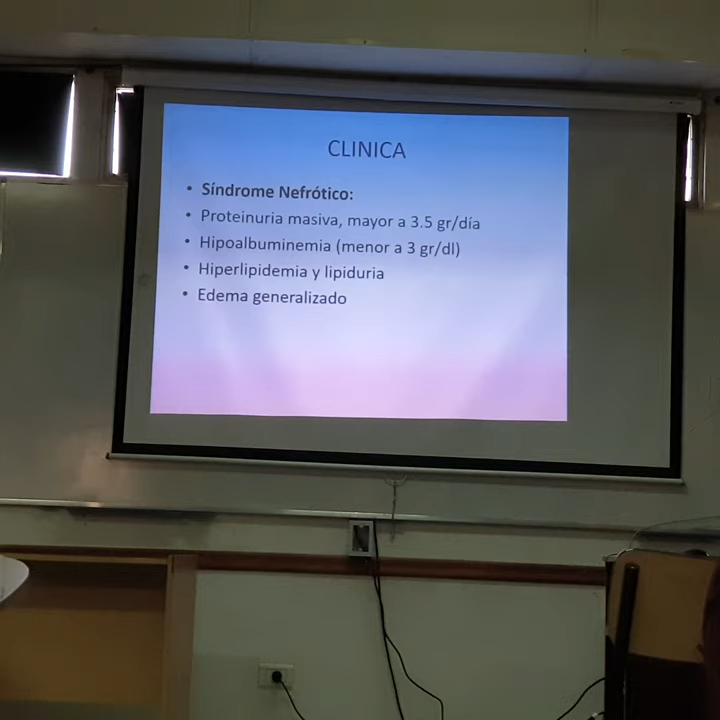 CLINICA
• Síndrome Nefrótico:
• Proteinuria masiva, mayor a 3.5 gr/día
• Hipoalbuminemia (menor a 3 gr/dl)
• Hiperlipidemia y lipiduria
• Edema generalizado